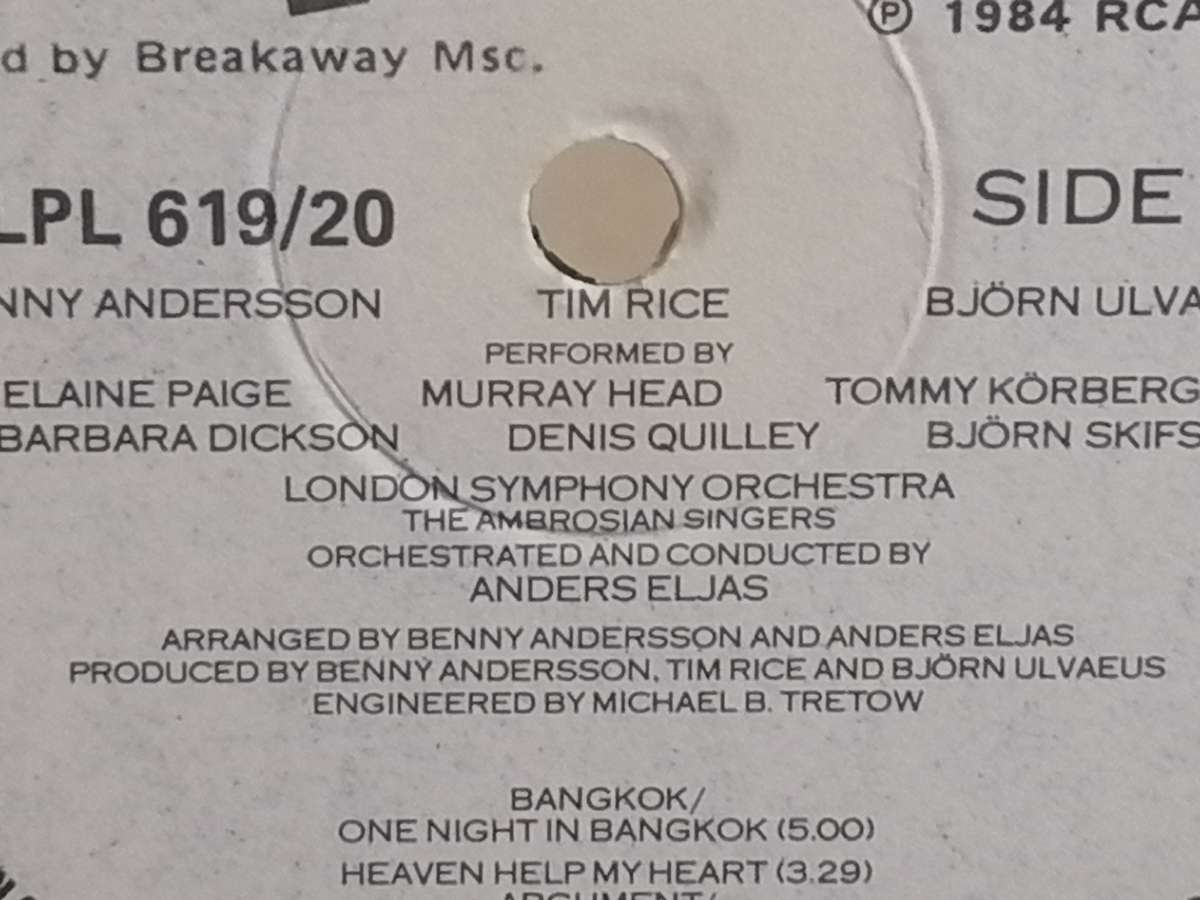 d by Breakaway Msc.
Ⓟ 1984 RCA
LPL 619/20
SIDE
NNY ANDERSSON TIM RICE BJÖRN ULVA
PERFORMED BY
ELAINE PAIGE MURRAY HEAD TOMMY KÖRBERG
BARBARA DICKSON DENIS QUILLEY BJÖRN SKIFS
LONDON SYMPHONY ORCHESTRA
THE AMBROSIAN SINGERS
ORCHESTRATED AND CONDUCTED BY
ANDERS ELJAS
ARRANGED BY BENNY ANDERSSON AND ANDERS ELJAS
PRODUCED BY BENNY ANDERSSON, TIM RICE AND BJÖRN ULVAEUS
ENGINEERED BY MICHAEL B. TRETOW
BANGKOK/
ONE NIGHT IN BANGKOK (5.00)
HEAVEN HELP MY HEART (3.29)
ARGUMENT/